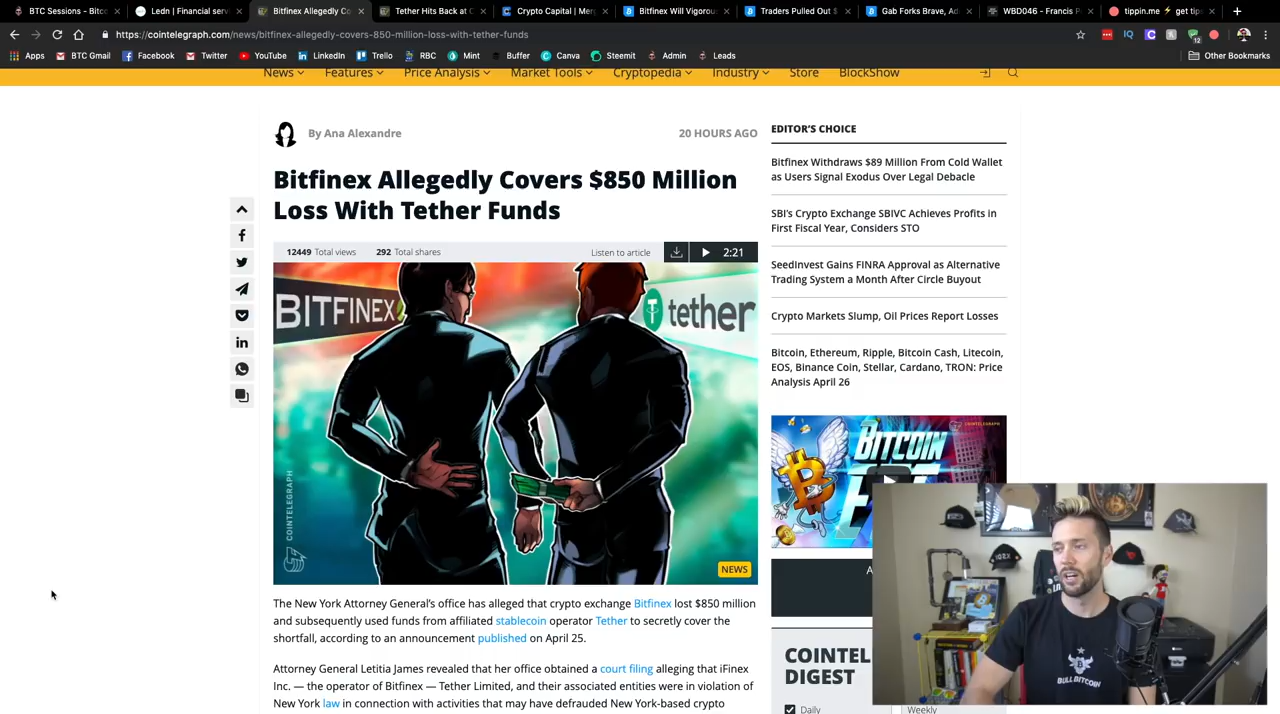 BTC Sessions - Bitco
Ledn | Financial serv
Bitfinex Allegedly Co
Tether Hits Back at
Crypto Capital | Mer
Bitfinex Will Vigorou
Traders Pulled Out $
Gab Forks Brave, Ad
WBD046 - Francis P
tippin.me ⚡ get tip
https://cointelegraph.com/news/bitfinex-allegedly-covers-850-million-loss-with-tether-funds
12
Apps
BTC Gmail
Facebook
Twitter
YouTube
LinkedIn
Trello
RBC
Mint
Buffer
Canva
Steemit
Admin
Leads
Other Bookmarks
News
Features
Price Analysis
Market Tools
Cryptopedia
Industry
Store
BlockShow
By Ana Alexandre
20 HOURS AGO
Bitfinex Allegedly Covers $850 Million
Loss With Tether Funds
12449 Total views
292 Total shares
Listen to article
2:21
BITFINEX
tether
COINTELEGRAPH
NEWS
The New York Attorney General's office has alleged that crypto exchange Bitfinex lost $850 million
and subsequently used funds from affiliated stablecoin operator Tether to secretly cover the
shortfall, according to an announcement published on April 25.
Attorney General Letitia James revealed that her office obtained a court filing alleging that iFinex
Inc. — the operator of Bitfinex — Tether Limited, and their associated entities were in violation of
New York law in connection with activities that may have defrauded New York-based crypto
EDITOR'S CHOICE
Bitfinex Withdraws $89 Million From Cold Wallet
as Users Signal Exodus Over Legal Debacle
SBI's Crypto Exchange SBIVC Achieves Profits in
First Fiscal Year, Considers STO
SeedInvest Gains FINRA Approval as Alternative
Trading System a Month After Circle Buyout
Crypto Markets Slump, Oil Prices Report Losses
Bitcoin, Ethereum, Ripple, Bitcoin Cash, Litecoin,
EOS, Binance Coin, Stellar, Cardano, TRON: Price
Analysis April 26
COINTELEGRAPH
BITCOIN
A
COINTEL
DIGEST
Daily
Weekly
BULL BITCOIN